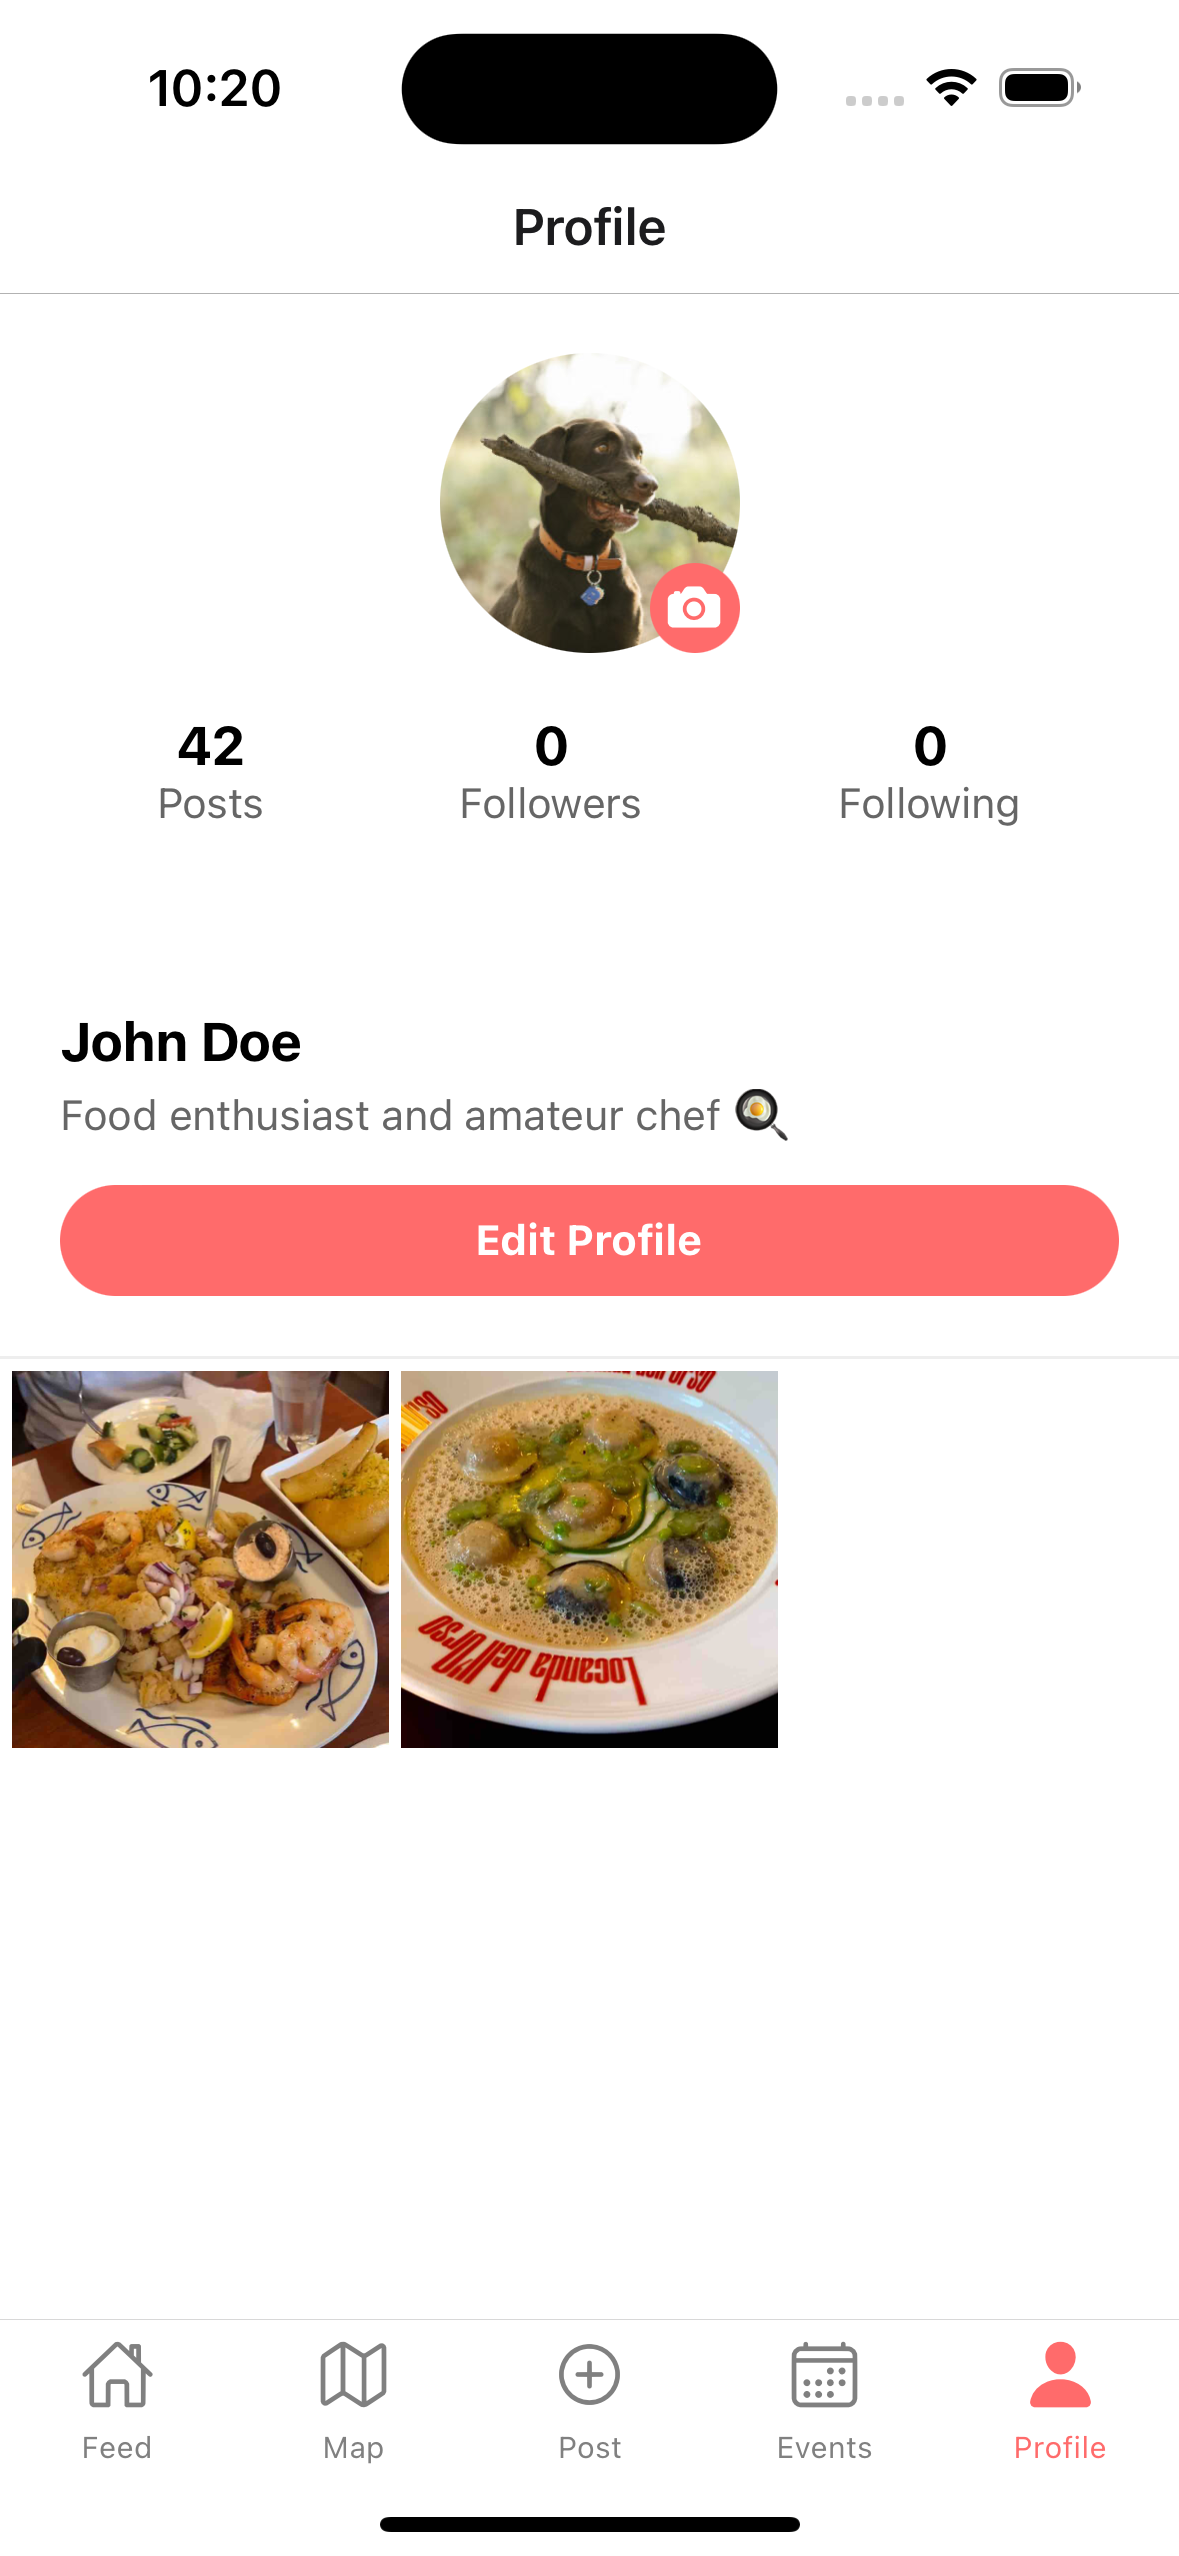 10:20
Profile
42
Posts
0
Followers
0
Following
John Doe
Food enthusiast and amateur chef 🍳
Edit Profile
Locanda dell'Orso
Feed
Map
Post
Events
Profile